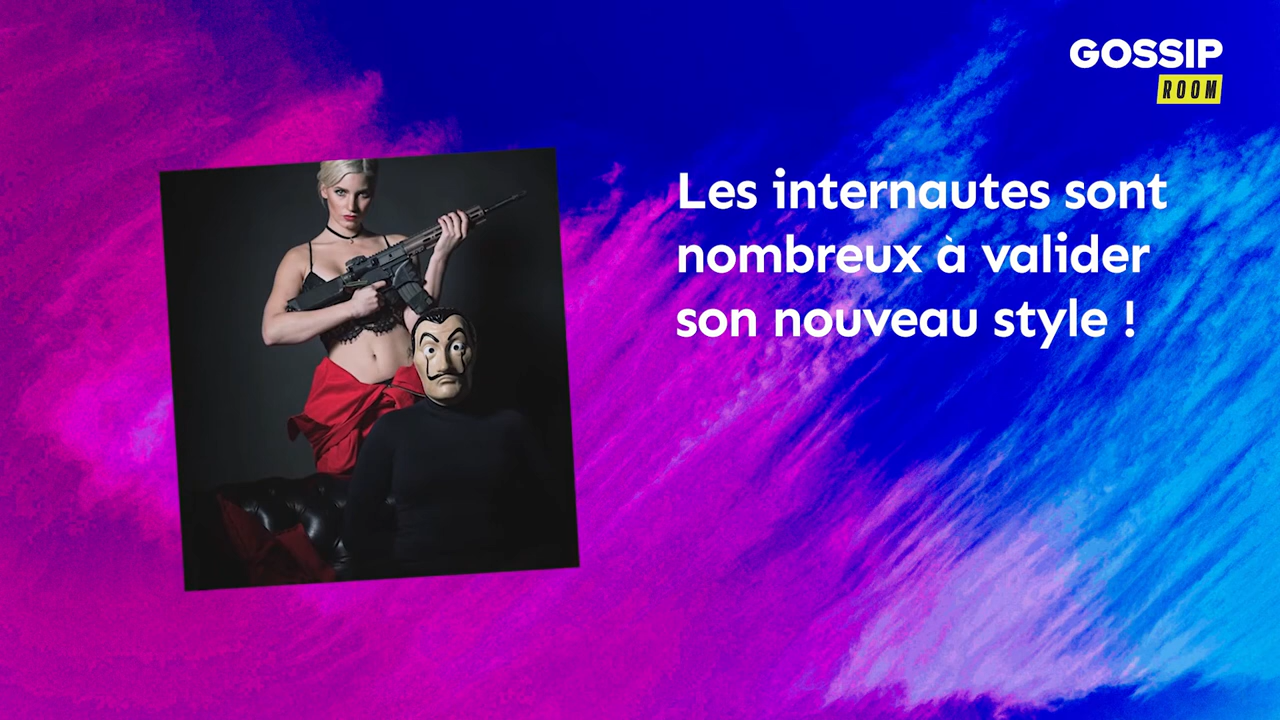 GOSSIP
ROOM
Les internautes sont
nombreux à valider
son nouveau style !